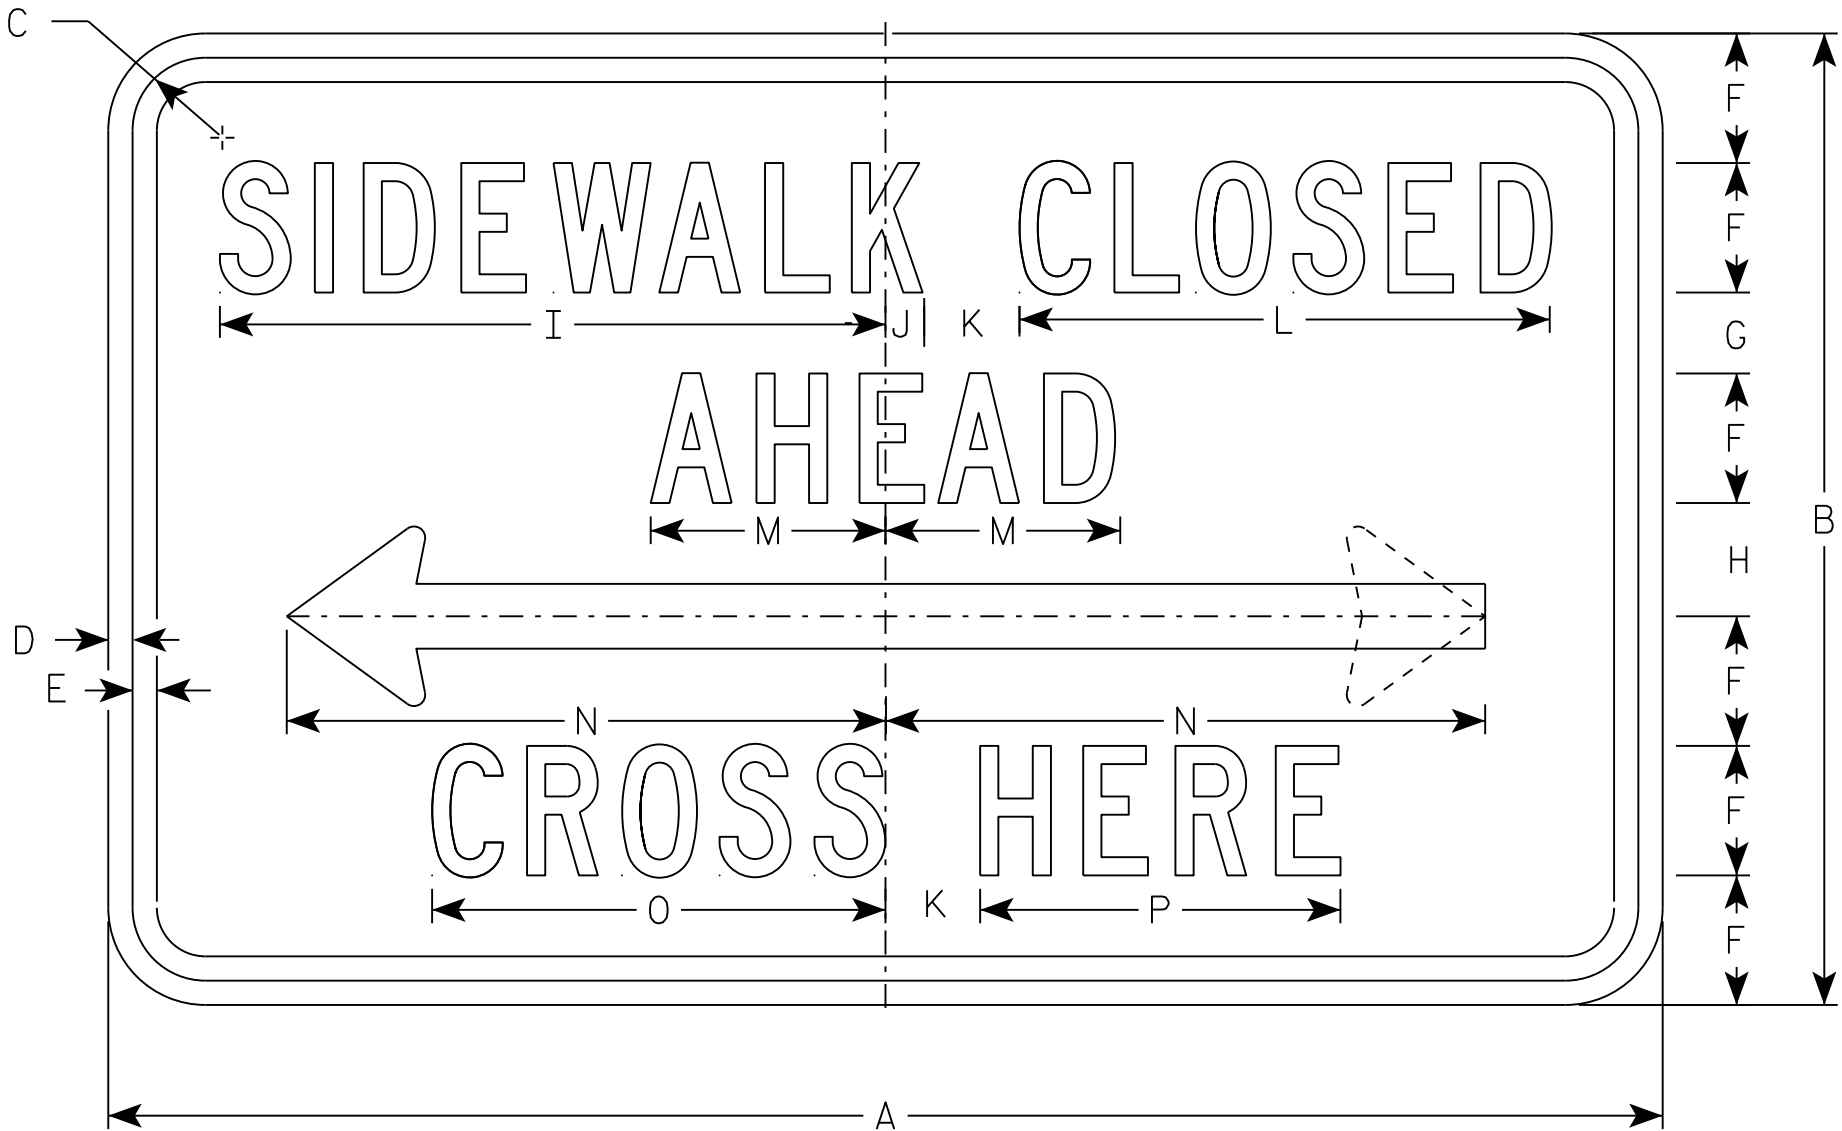 C
F
SIDEWALK CLOSED
F
I J K L
G
AHEAD
F
B
M M
H
D
E
F
N N
CROSS HERE
F
O K P
F
A